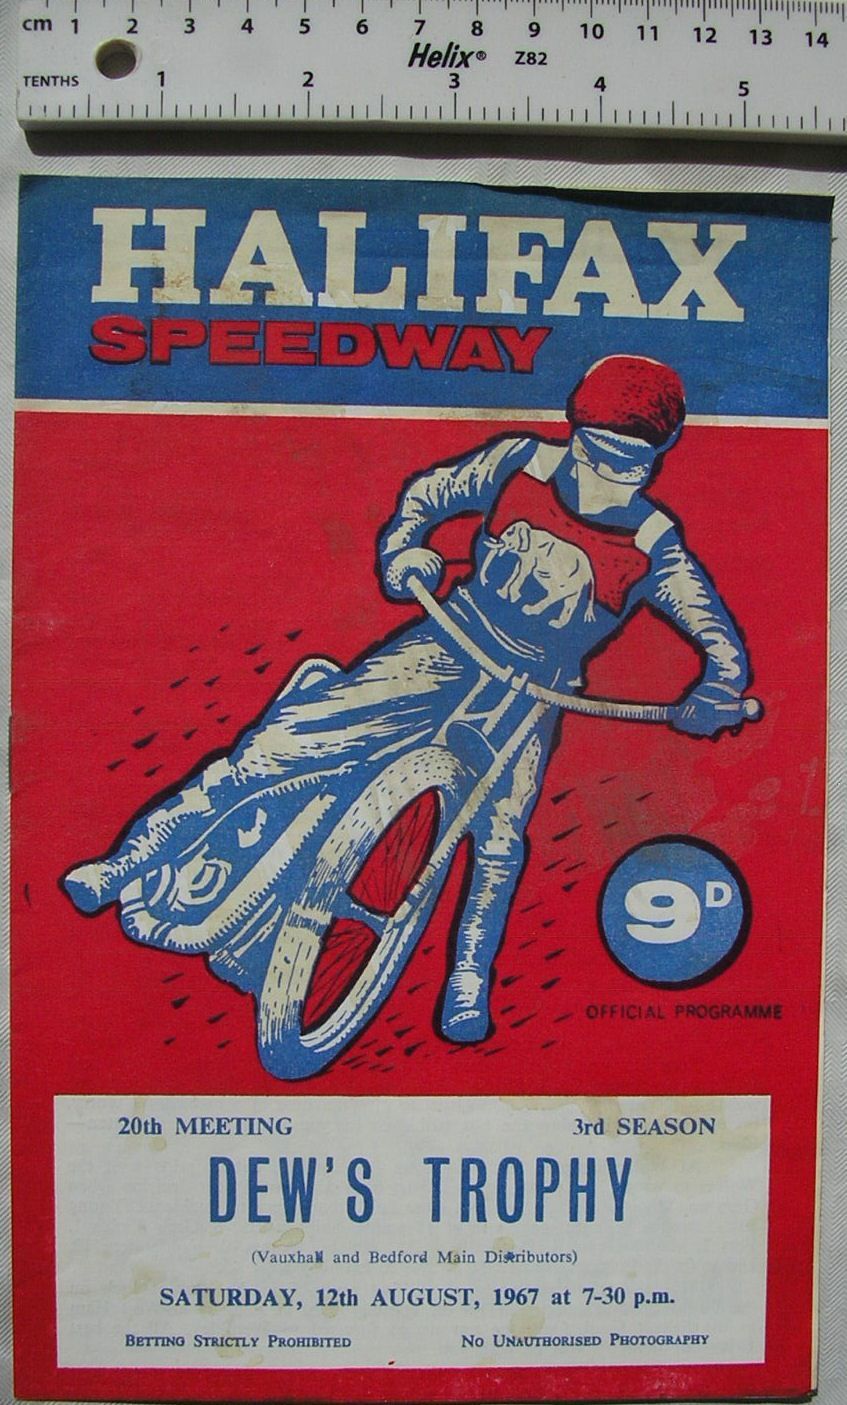 cm 1 2 3 4 5 6 7 8 9 10 11 12 13 14
Helix® Z82
TENTHS 1 2 3 4 5
HALIFAX
SPEEDWAY
9D
OFFICIAL PROGRAMME
20th MEETING 3rd SEASON
DEW'S TROPHY
(Vauxhall and Bedford Main Distributors)
SATURDAY, 12th AUGUST, 1967 at 7-30 p.m.
BETTING STRICTLY PROHIBITED NO UNAUTHORISED PHOTOGRAPHY